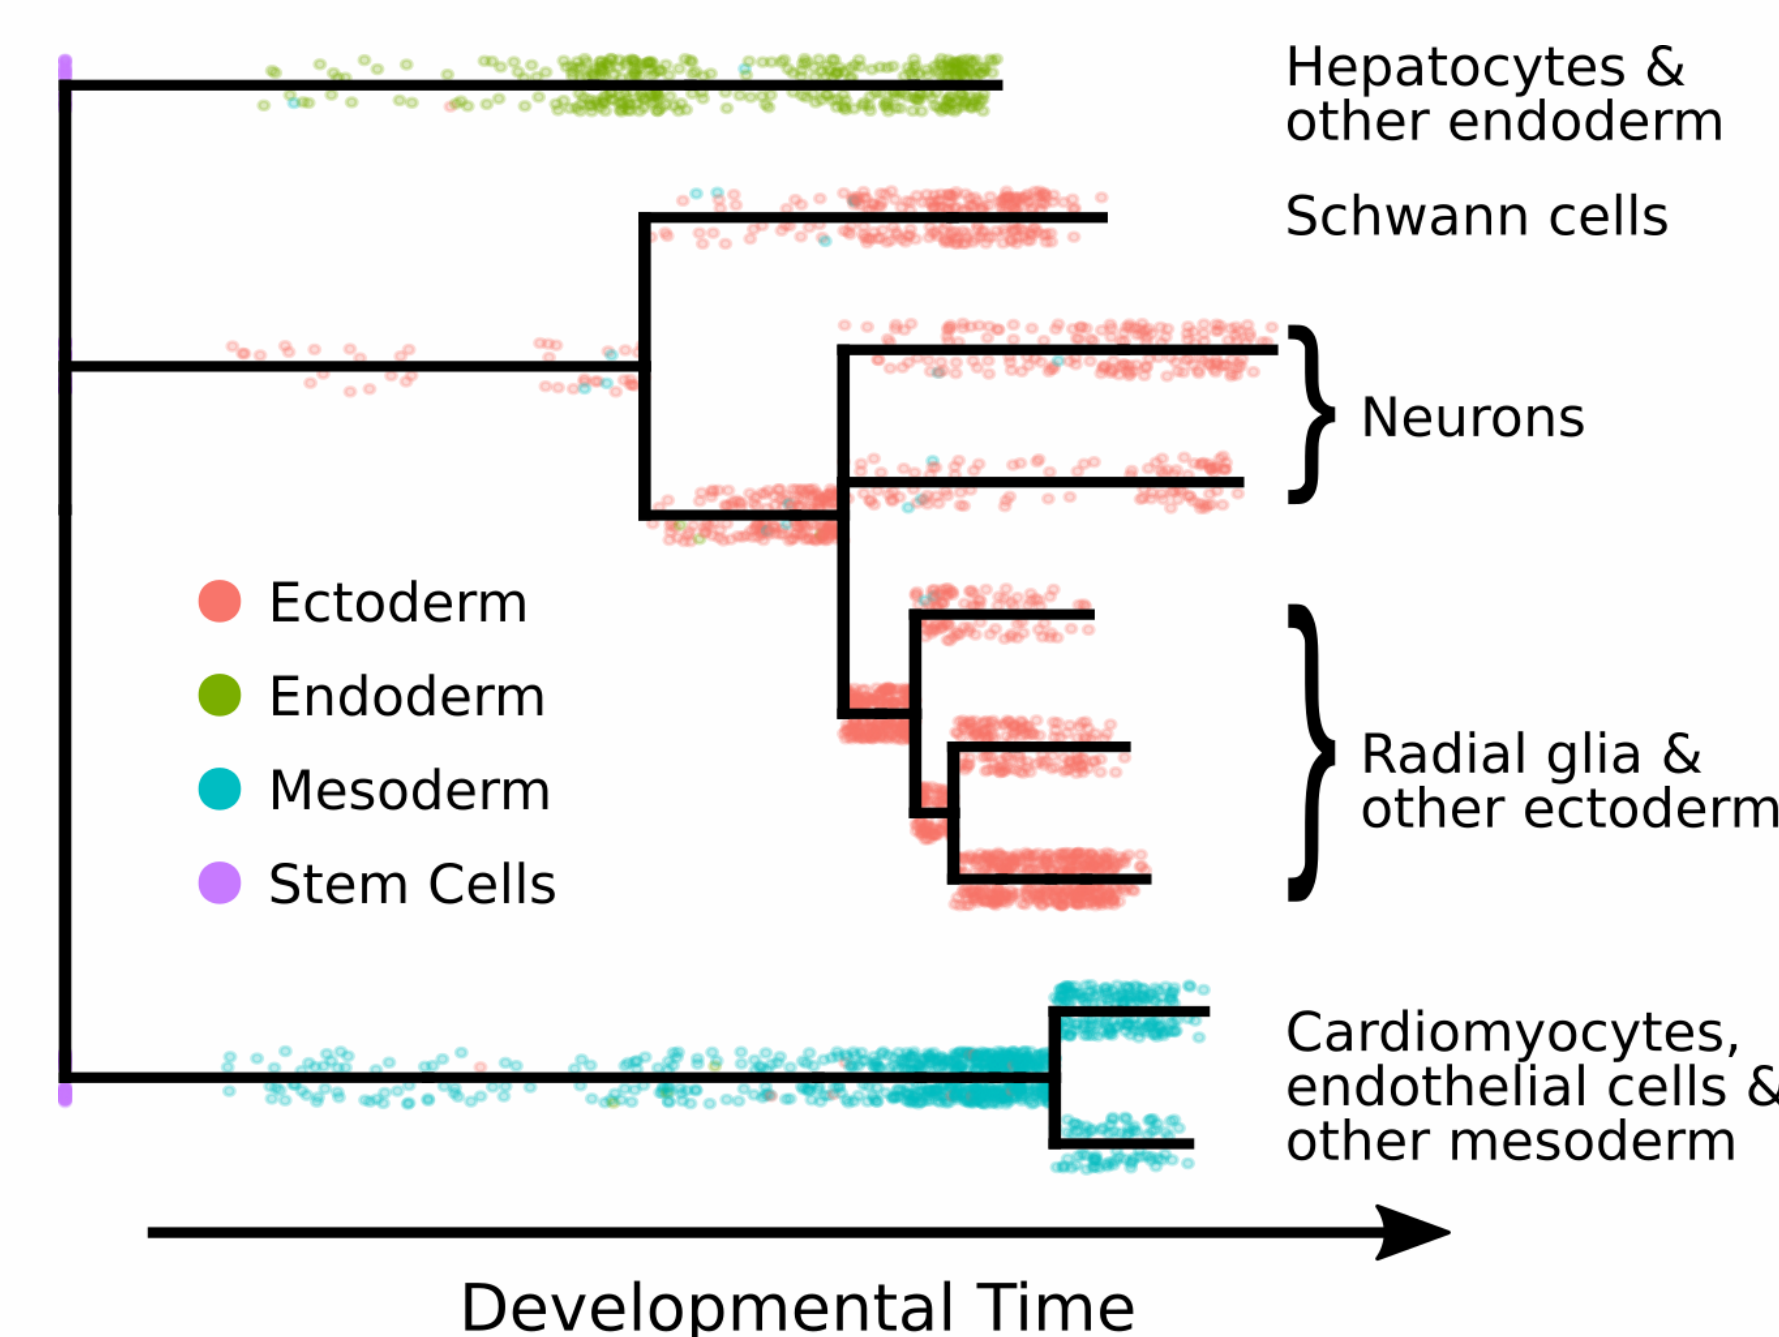 Hepatocytes &
other endoderm
Schwann cells
Neurons
Ectoderm
Endoderm
Mesoderm
Stem Cells
Radial glia &
other ectoderm
Cardiomyocytes,
endothelial cells &
other mesoderm
Developmental Time